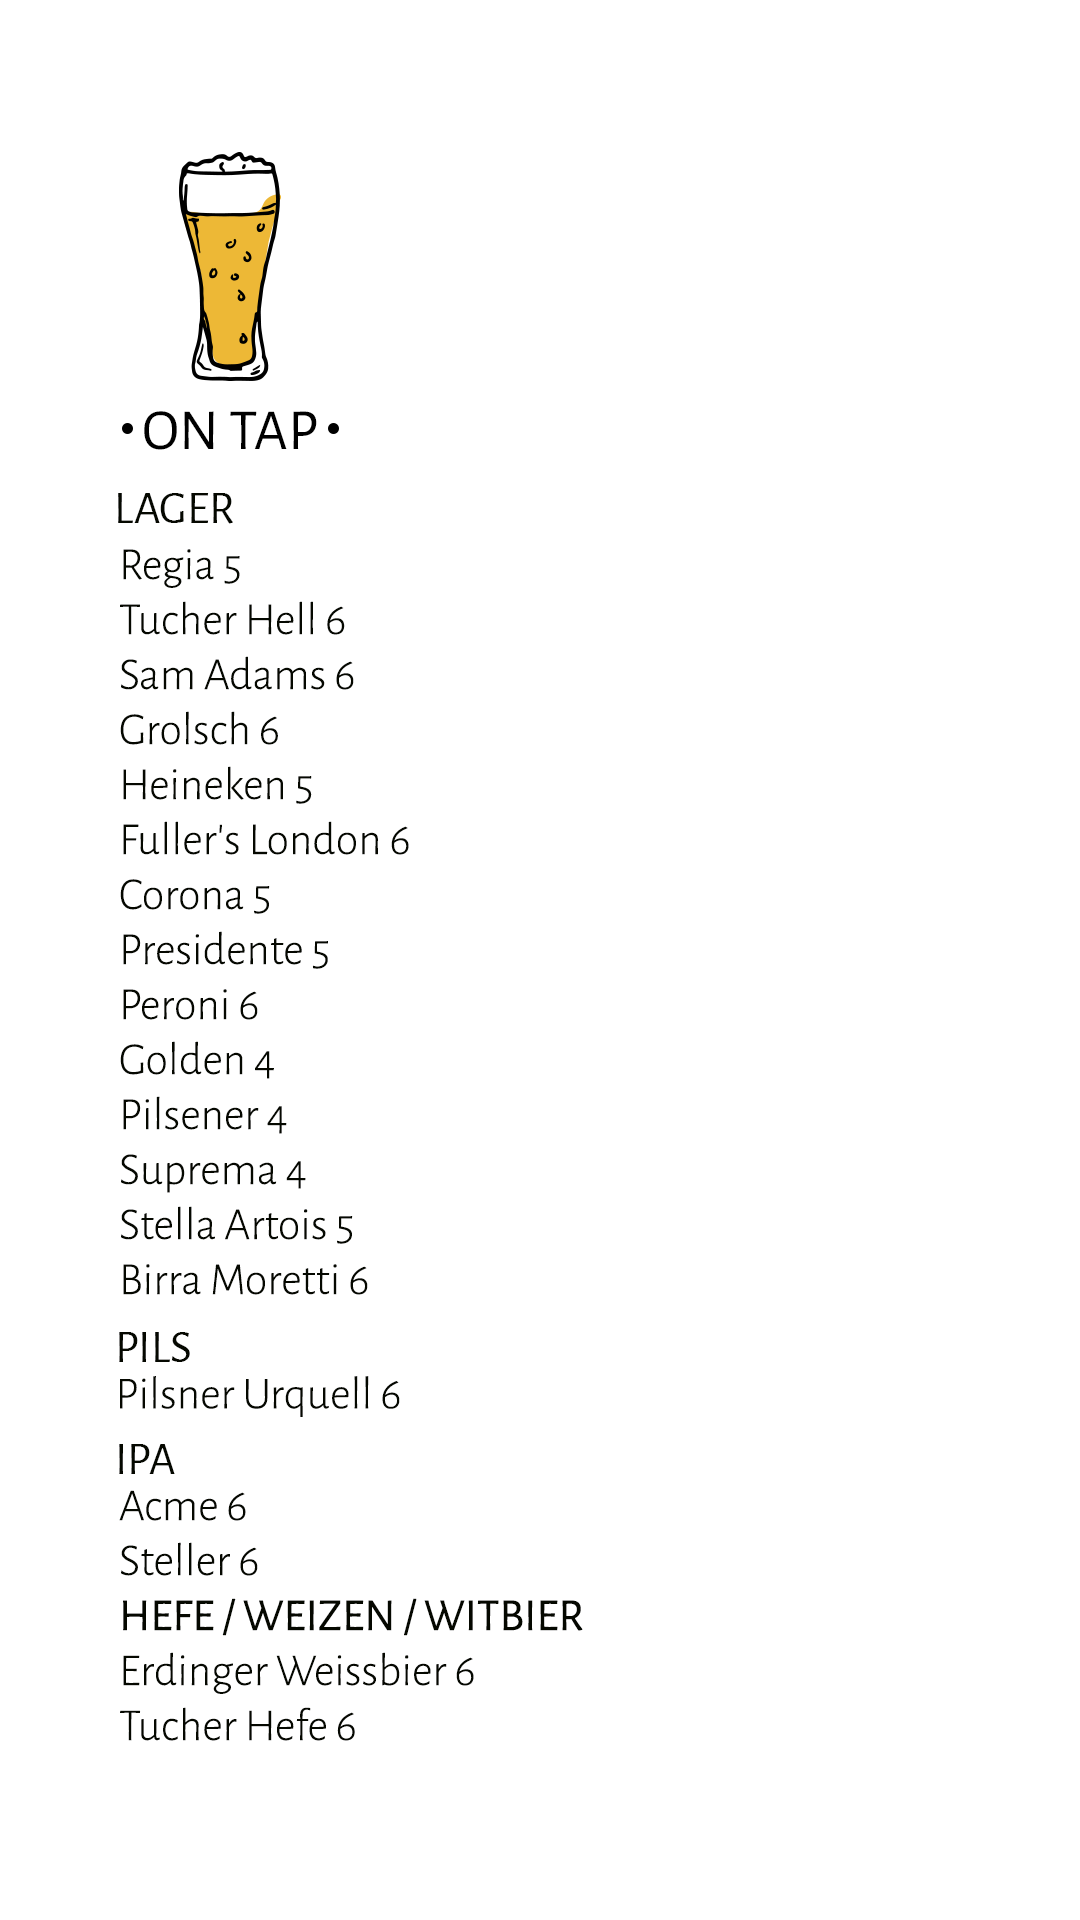 •ON TAP•
LAGER
Regia 5
Tucher Hell 6
Sam Adams 6
Grolsch 6
Heineken 5
Fuller's London 6
Corona 5
Presidente 5
Peroni 6
Golden 4
Pilsener 4
Suprema 4
Stella Artois 5
Birra Moretti 6
PILS
Pilsner Urquell 6
IPA
Acme 6
Steller 6
HEFE / WEIZEN / WITBIER
Erdinger Weissbier 6
Tucher Hefe 6